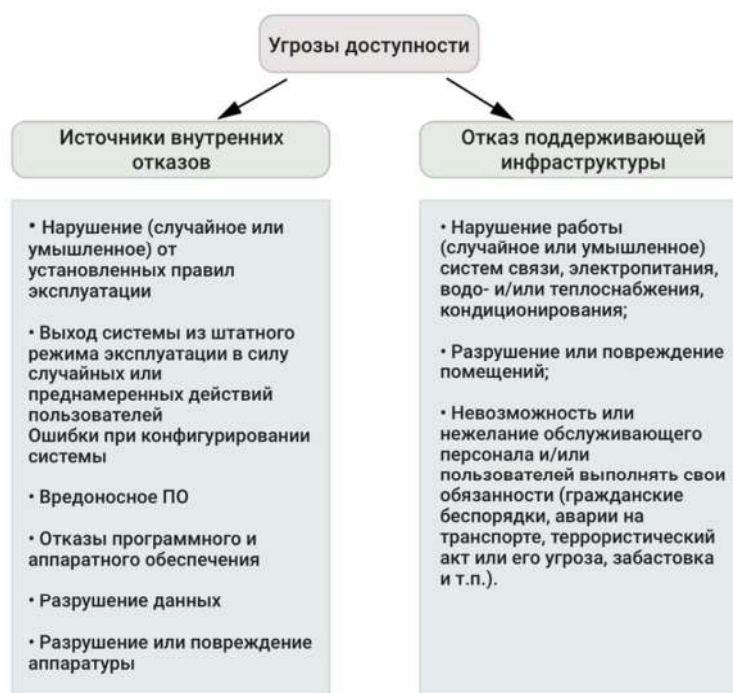 Угрозы доступности
Источники внутренних
отказов
• Нарушение (случайное или
умышленное) от
установленных правил
эксплуатации
• Выход системы из штатного
режима эксплуатации в силу
случайных или
преднамеренных действий
пользователей
Ошибки при конфигурировании
системы
• Вредоносное ПО
• Отказы программного и
аппаратного обеспечения
• Разрушение данных
• Разрушение или повреждение
аппаратуры
Отказ поддерживающей
инфраструктуры
• Нарушение работы
(случайное или умышленное)
систем связи, электропитания,
водо- и/или теплоснабжения,
кондиционирования;
• Разрушение или повреждение
помещений;
• Невозможность или
нежелание обслуживающего
персонала и/или
пользователей выполнять свои
обязанности (гражданские
беспорядки, аварии на
транспорте, террористический
акт или его угроза, забастовка
и т.п.).